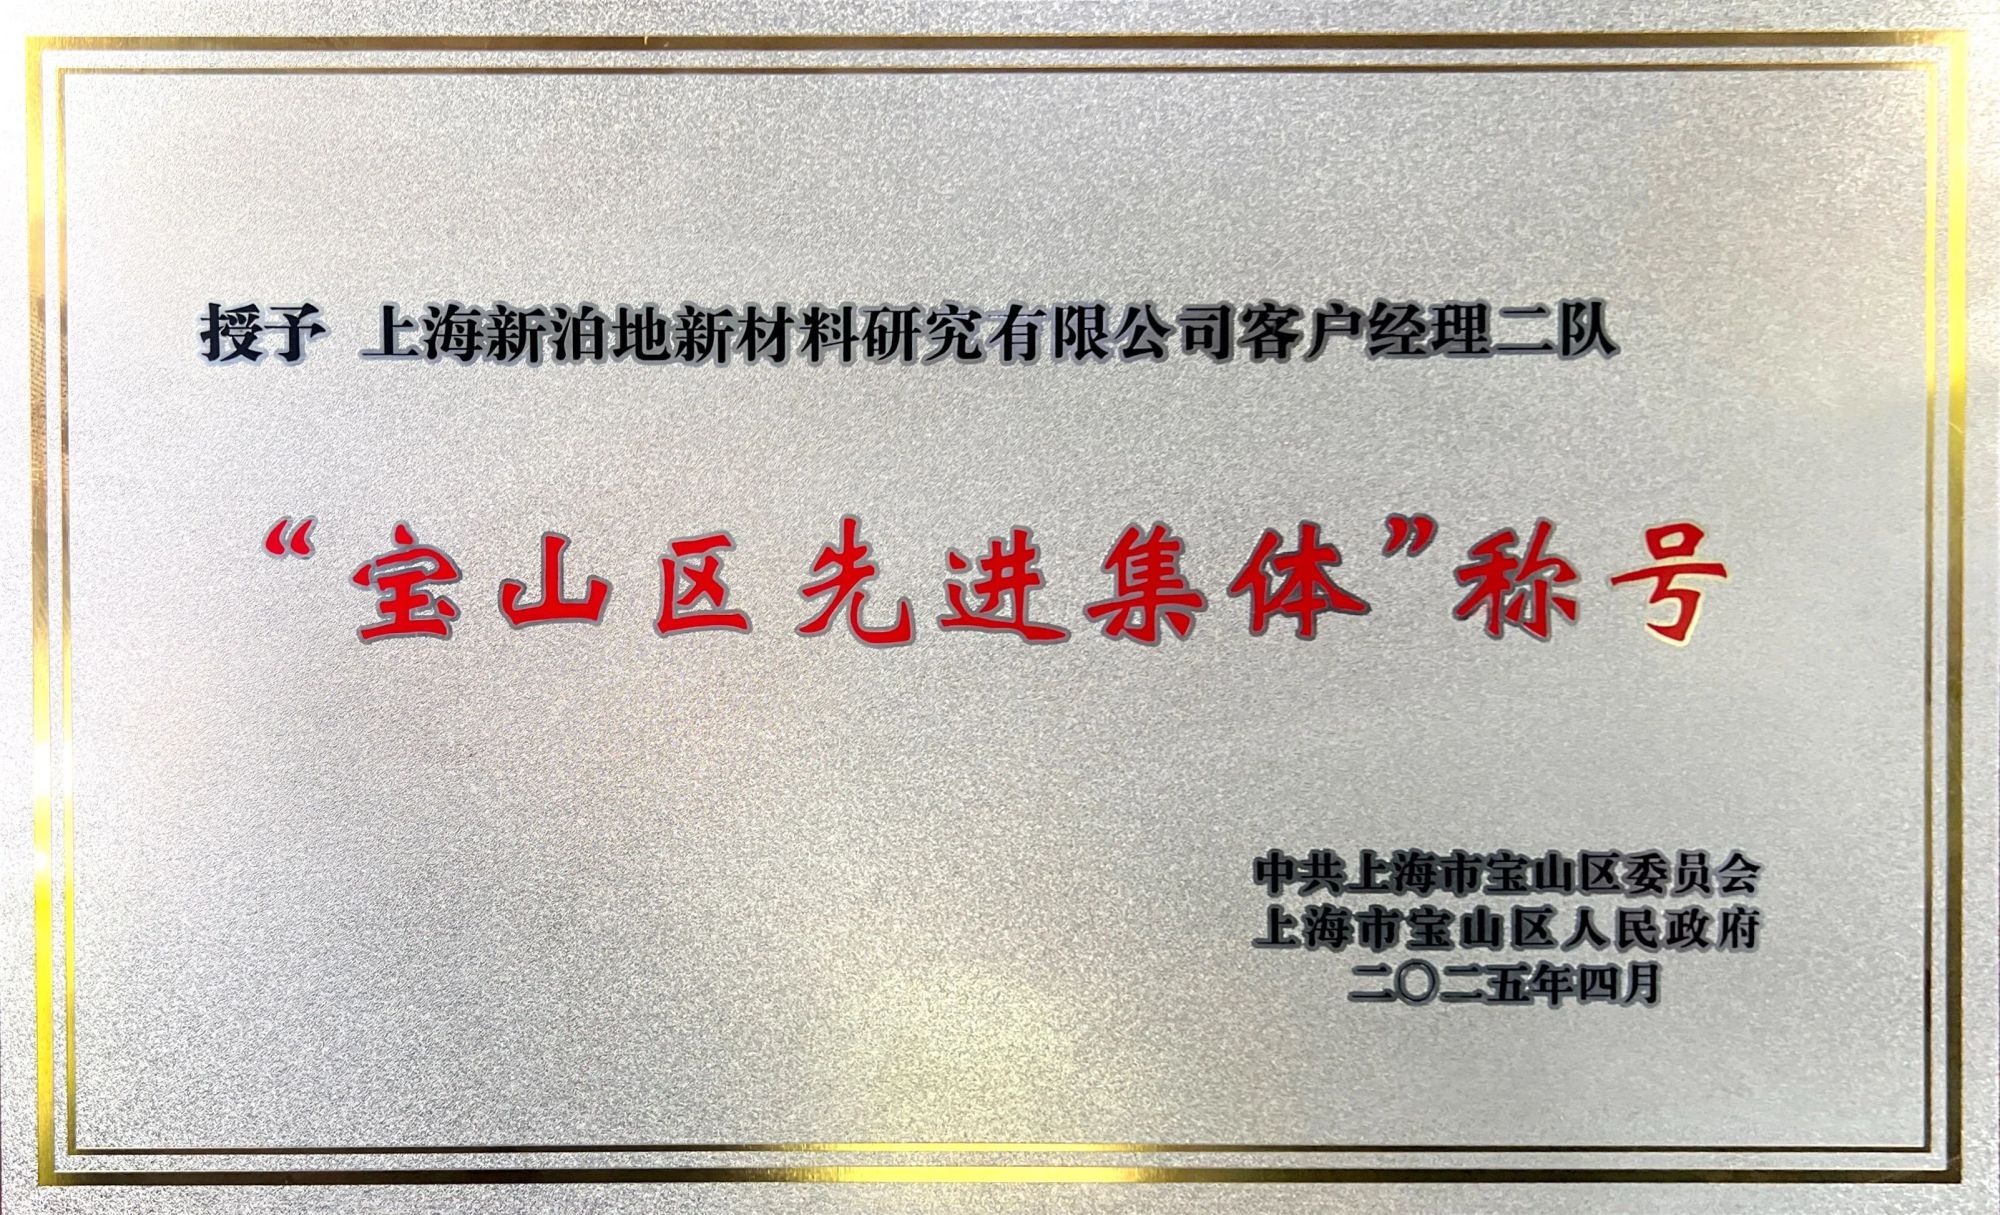 授予 上海新泊地新材料研究有限公司客户经理二队
“宝山区先进集体”称号
中共上海市宝山区委员会
上海市宝山区人民政府
二〇二五年四月